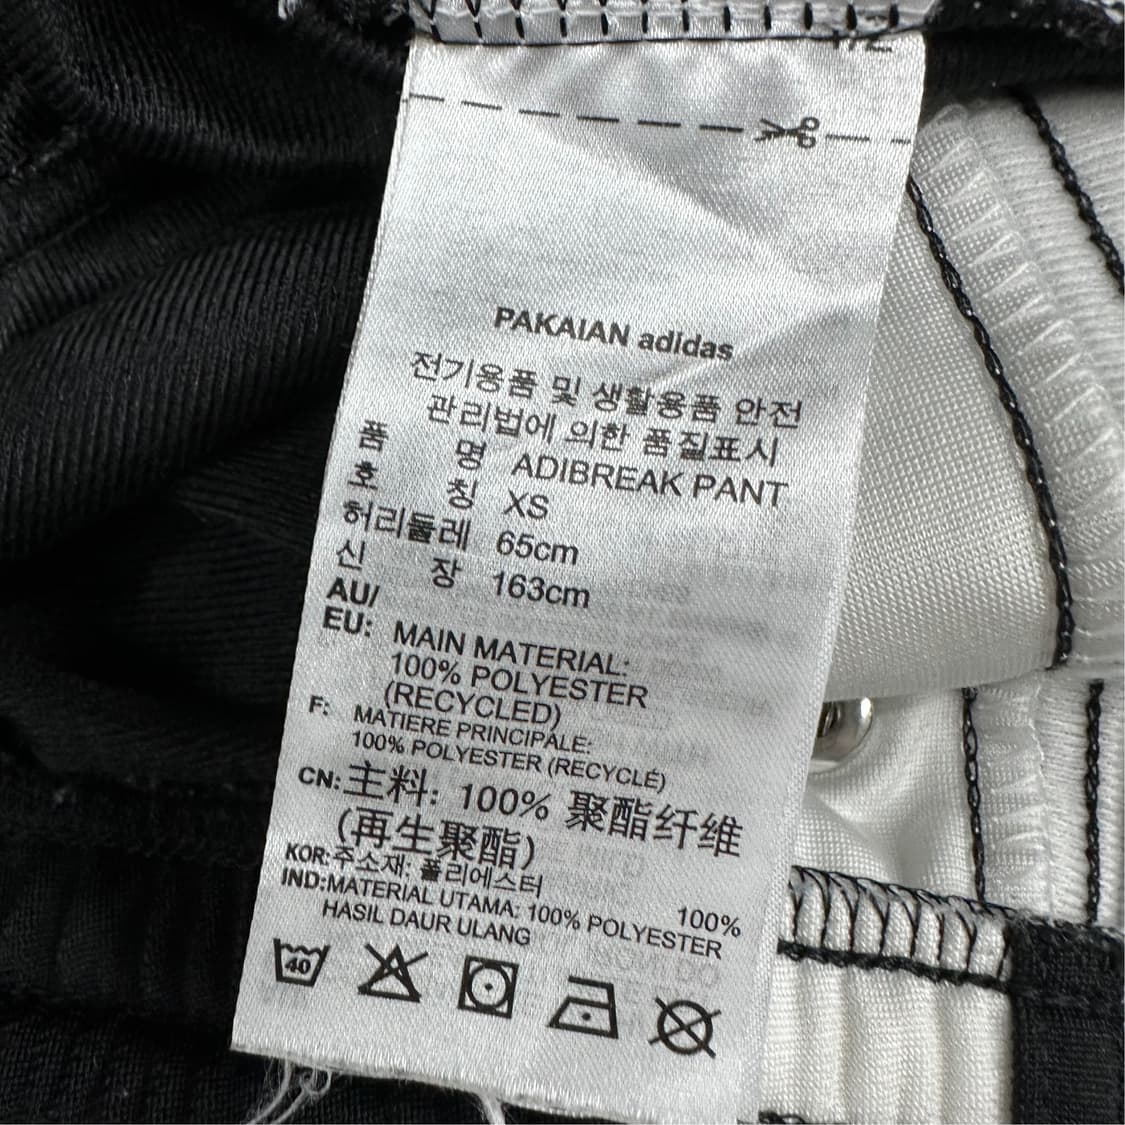 PAKAIAN adidas
전기용품 및 생활용품 안전
관리법에 의한 품질표시
품 명 ADIBREAK PANT
호 칭 XS
허리둘레 65cm
신 장 163cm
AU/
EU: MAIN MATERIAL:
100% POLYESTER
(RECYCLED)
F: MATIERE PRINCIPALE:
100% POLYESTER (RECYCLÉ)
CN: 主料: 100% 聚酯纤维
(再生聚酯)
KOR: 주소재: 폴리에스터 100%
IND: MATERIAL UTAMA: 100% POLYESTER
HASIL DAUR ULANG
40